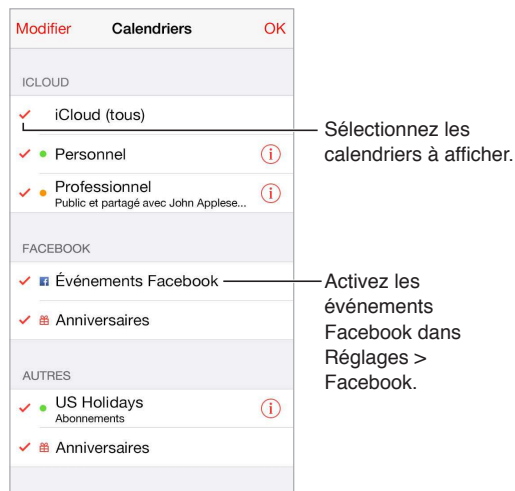 Modifier Calendriers OK
ICLOUD
iCloud (tous)
Personnel
Professionnel
Public et partagé avec John Applese...
FACEBOOK
Événements Facebook
Anniversaires
AUTRES
US Holidays
Abonnements
Anniversaires
Sélectionnez les
calendriers à afficher.
Activez les
événements
Facebook dans
Réglages >
Facebook.